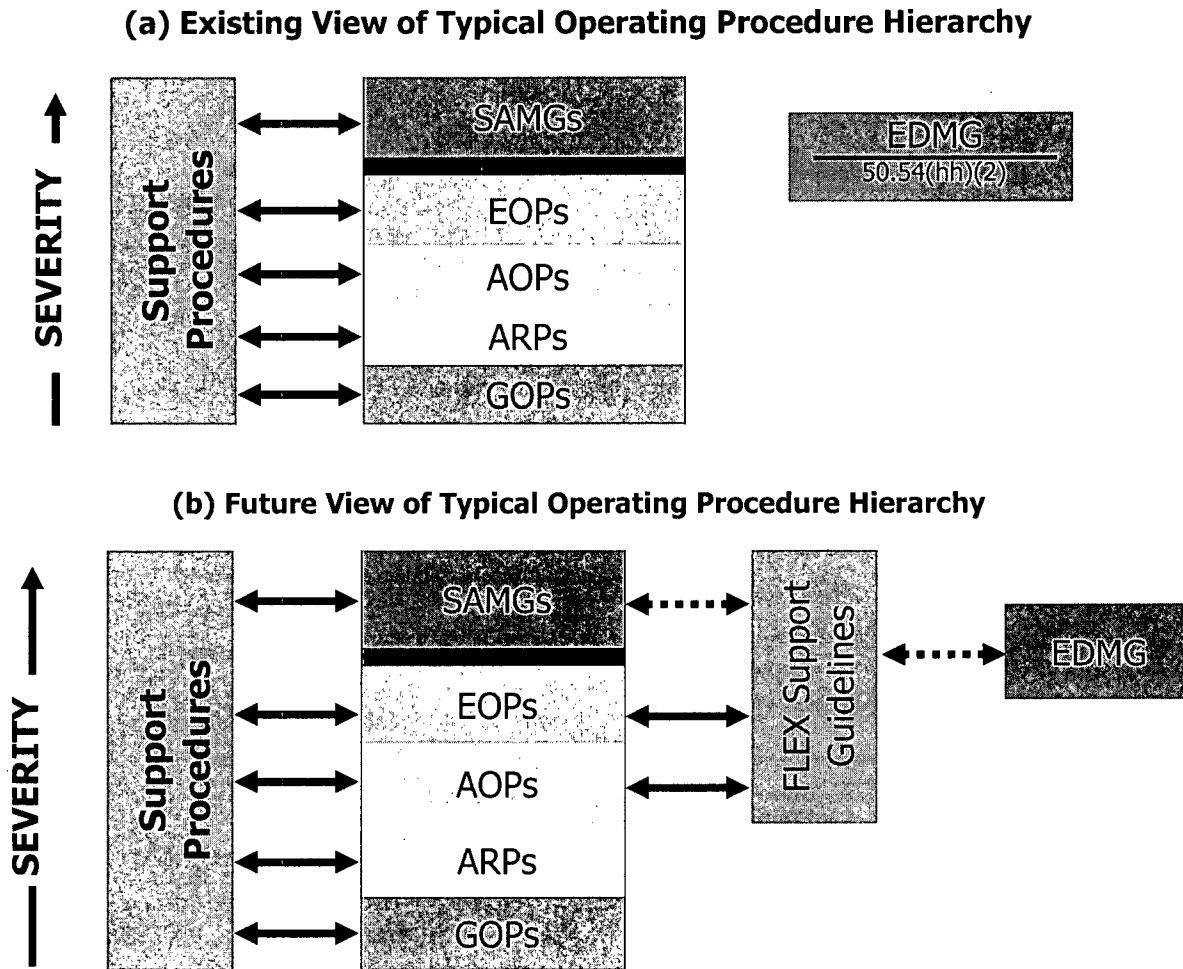 (a) Existing View of Typical Operating Procedure Hierarchy
SEVERITY
Support
Procedures
SAMGs
EOPs
AOPs
ARPs
GOPs
EDMG
50.54(hh)(2)
(b) Future View of Typical Operating Procedure Hierarchy
SEVERITY
Support
Procedures
SAMGs
EOPs
AOPs
ARPs
GOPs
FLEX Support
Guidelines
EDMG